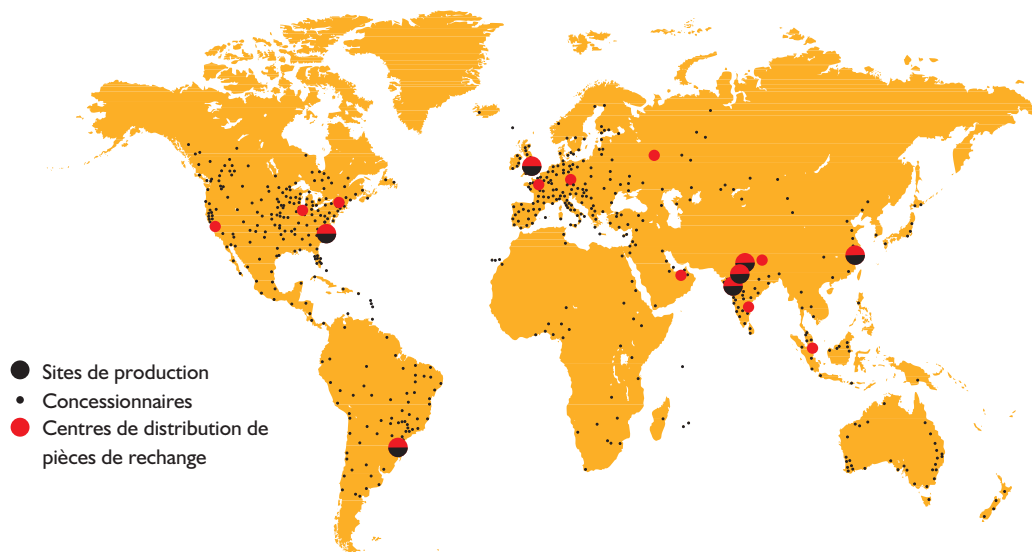 Sites de production
Concessionnaires
Centres de distribution de
pièces de rechange